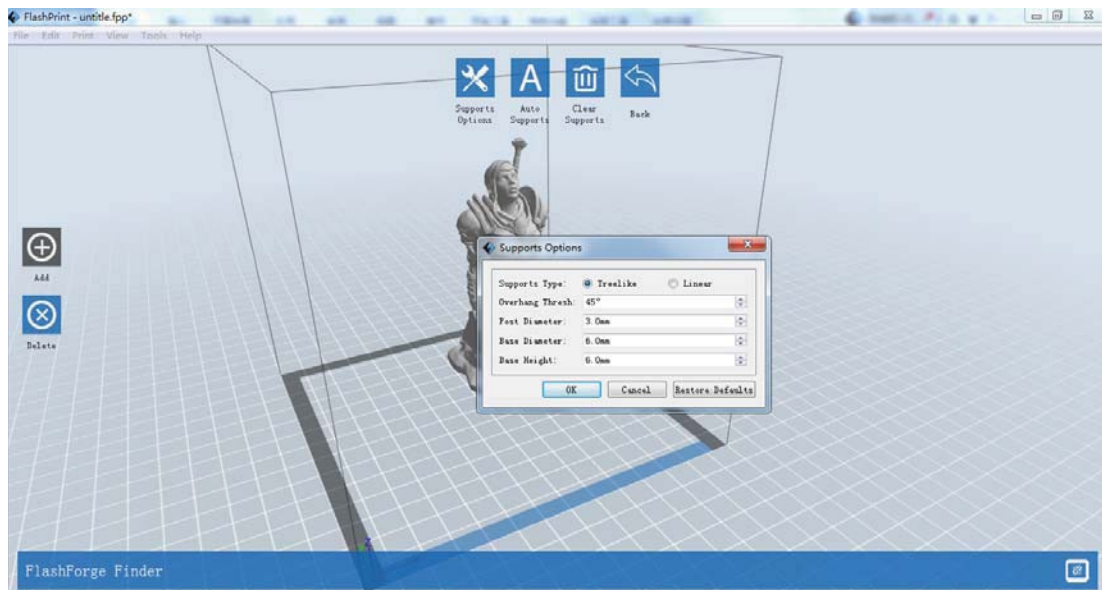 FlashPrint - untitle.fpp*
File Edit Print View Tools Help
Supports Options
Auto Supports
Clear Supports
Back
Add
Delete
Supports Options
Supports Type: Treelike Linear
Overhang Thresh: 45°
Post Diameter: 3.0mm
Base Diameter: 6.0mm
Base Height: 6.0mm
OK Cancel Restore Defaults
FlashForge Finder